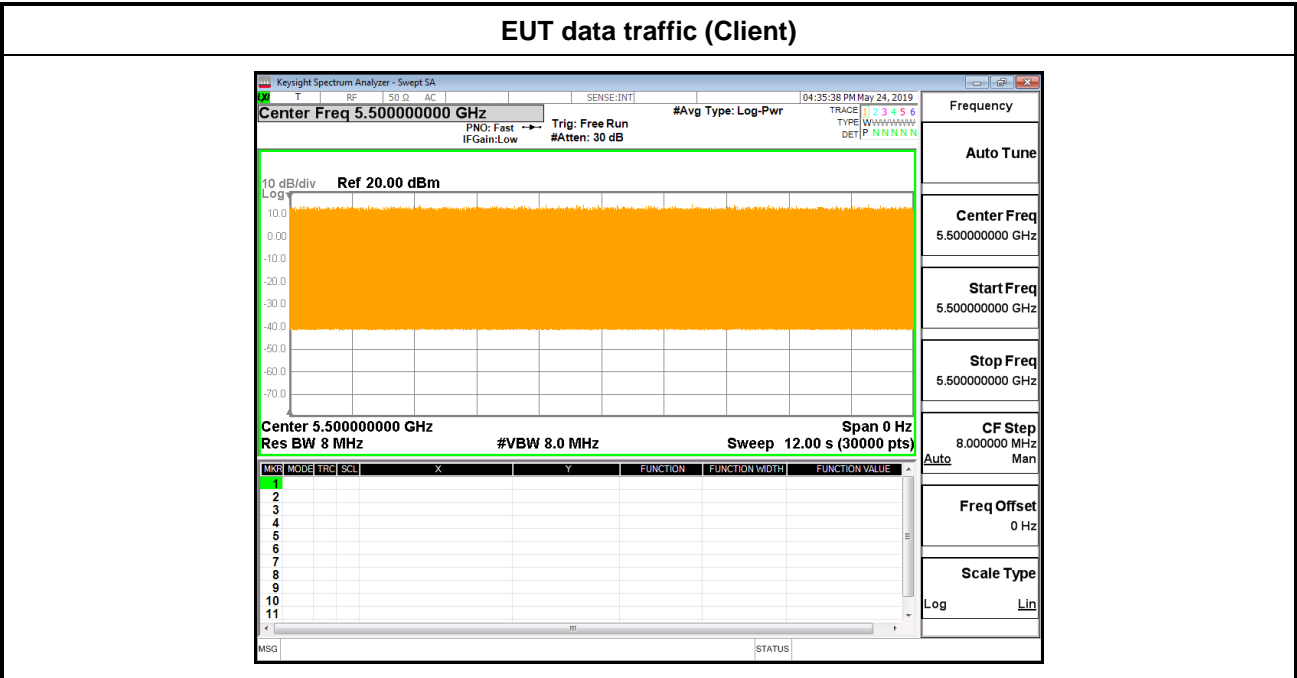 EUT data traffic (Client)
Keysight Spectrum Analyzer - Swept SA
LXI T RF 50 Ω AC SENSE:INT 04:35:38 PM May 24, 2019
Center Freq 5.500000000 GHz
PNO: Fast
IFGain:Low
Trig: Free Run
#Atten: 30 dB
#Avg Type: Log-Pwr
TRACE 1 2 3 4 5 6
TYPE WWWWWW
DET P N N N N N
10 dB/div Ref 20.00 dBm
Log
10.0
0.00
-10.0
-20.0
-30.0
-40.0
-50.0
-60.0
-70.0
Center 5.500000000 GHz Span 0 Hz
Res BW 8 MHz #VBW 8.0 MHz Sweep 12.00 s (30000 pts)
MKR MODE TRC SCL X Y FUNCTION FUNCTION WIDTH FUNCTION VALUE
1
2
3
4
5
6
7
8
9
10
11
MSG STATUS
Frequency
Auto Tune
Center Freq
5.500000000 GHz
Start Freq
5.500000000 GHz
Stop Freq
5.500000000 GHz
CF Step
8.000000 MHz
Auto Man
Freq Offset
0 Hz
Scale Type
Log Lin